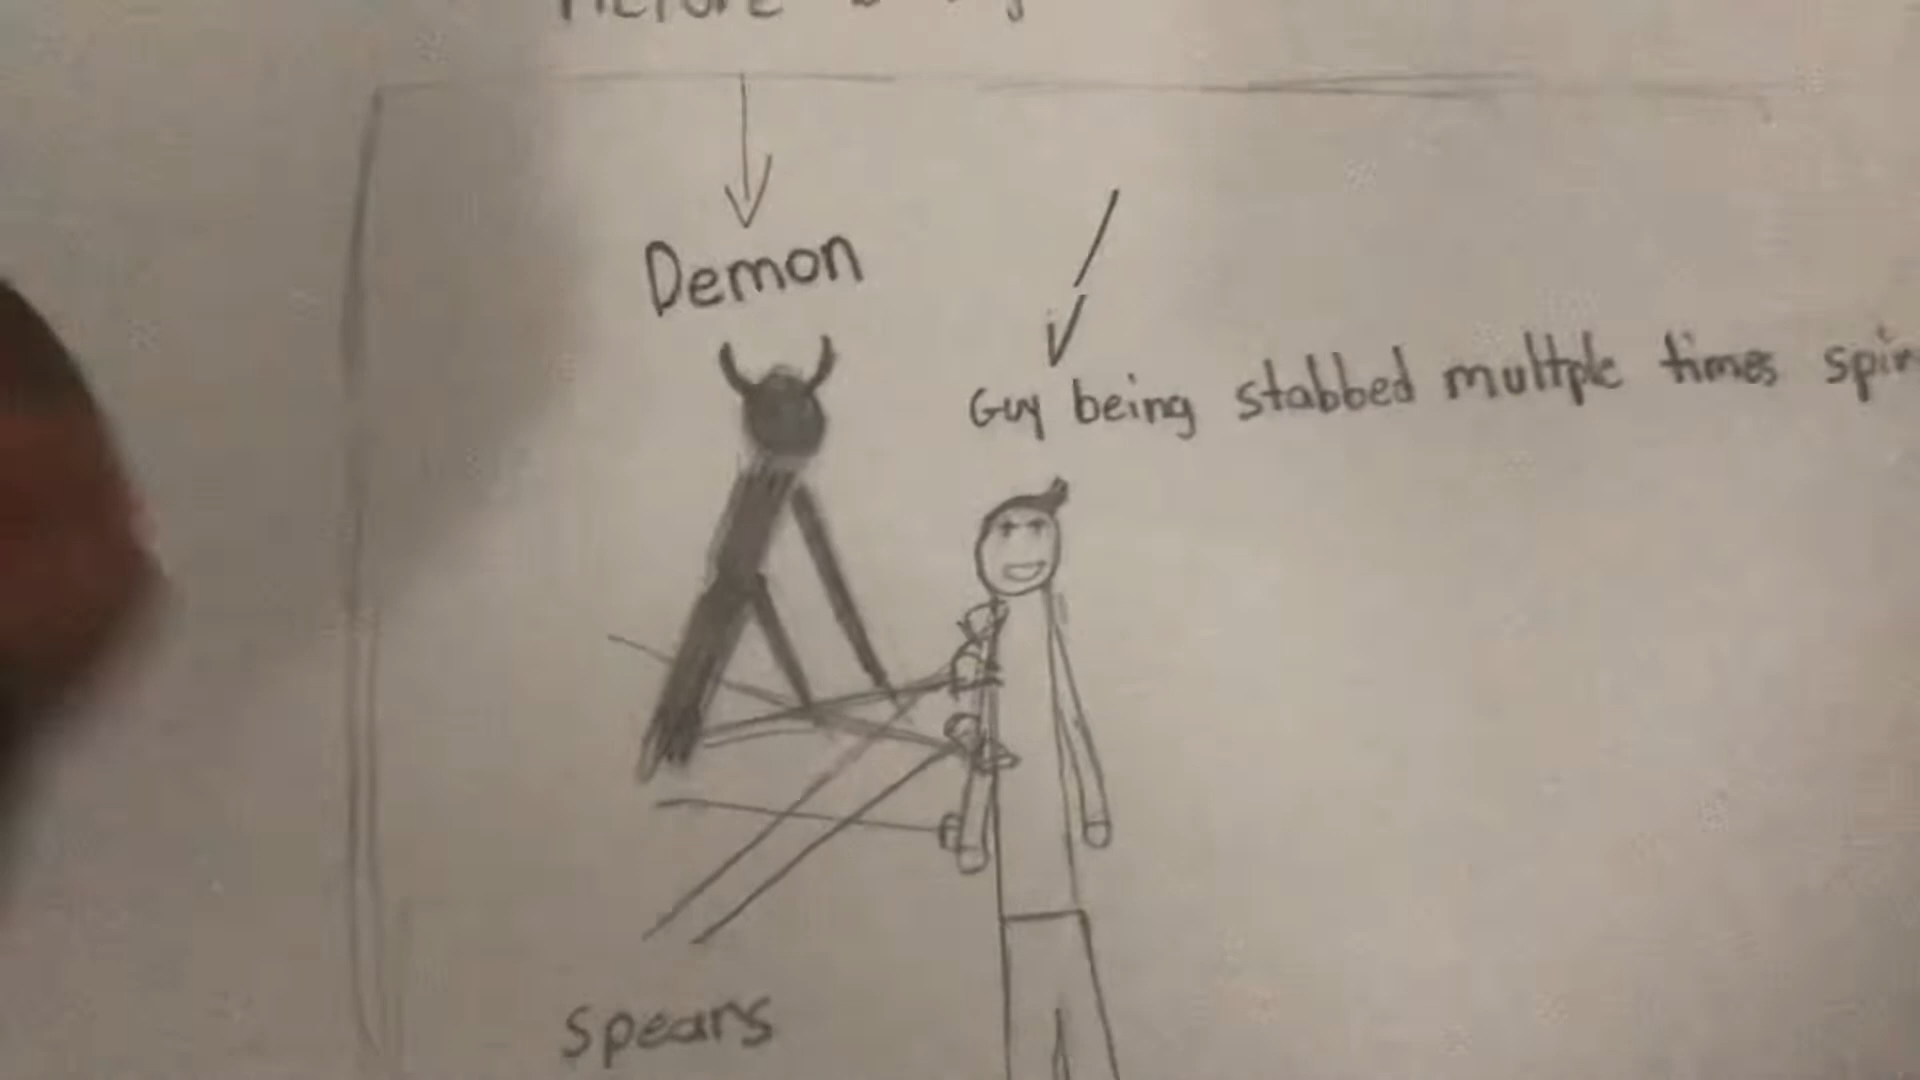 Demon
Guy being stabbed multple times
spears